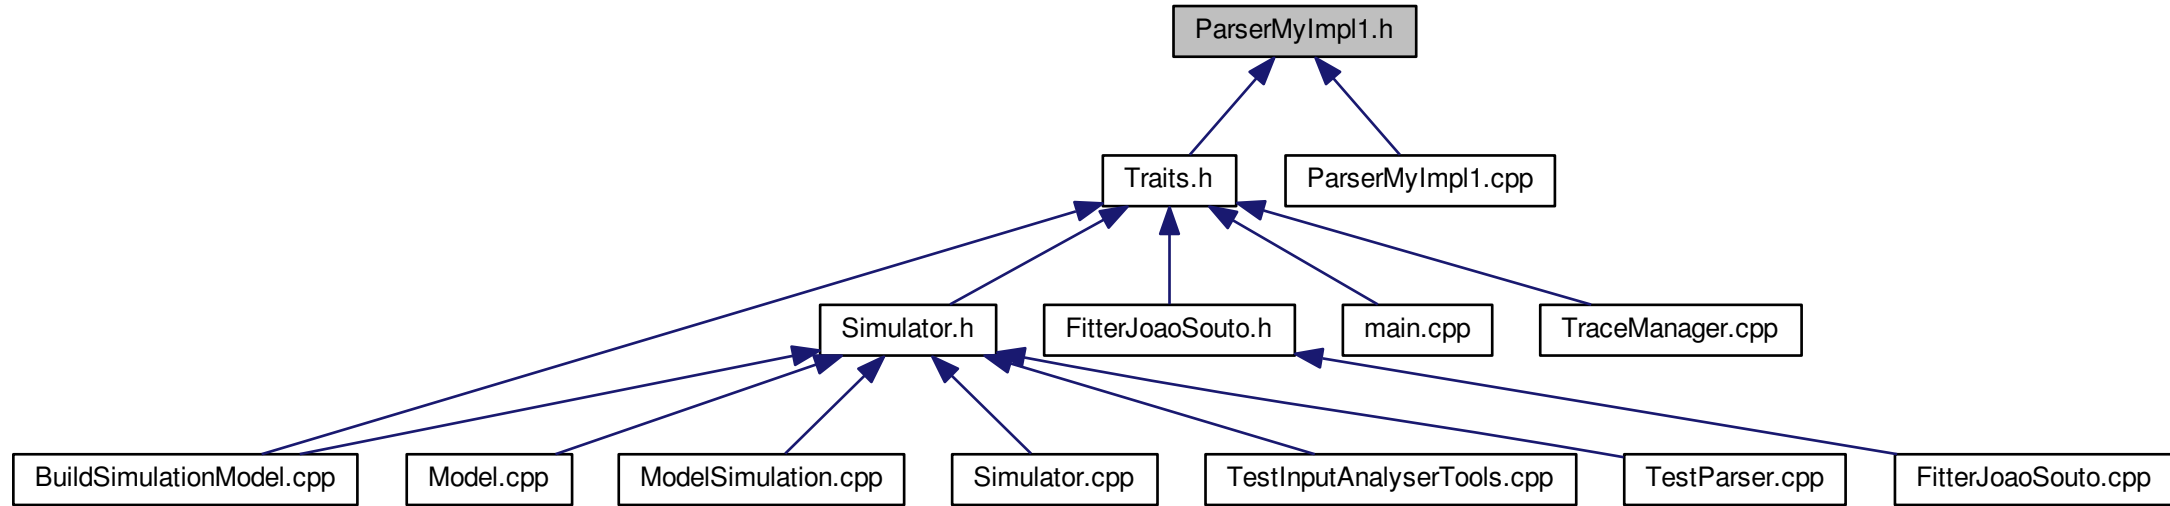 ParserMyImpl1.h
Traits.h
ParserMyImpl1.cpp
Simulator.h
FitterJoaoSouto.h
main.cpp
TraceManager.cpp
BuildSimulationModel.cpp
Model.cpp
ModelSimulation.cpp
Simulator.cpp
TestInputAnalyserTools.cpp
TestParser.cpp
FitterJoaoSouto.cpp